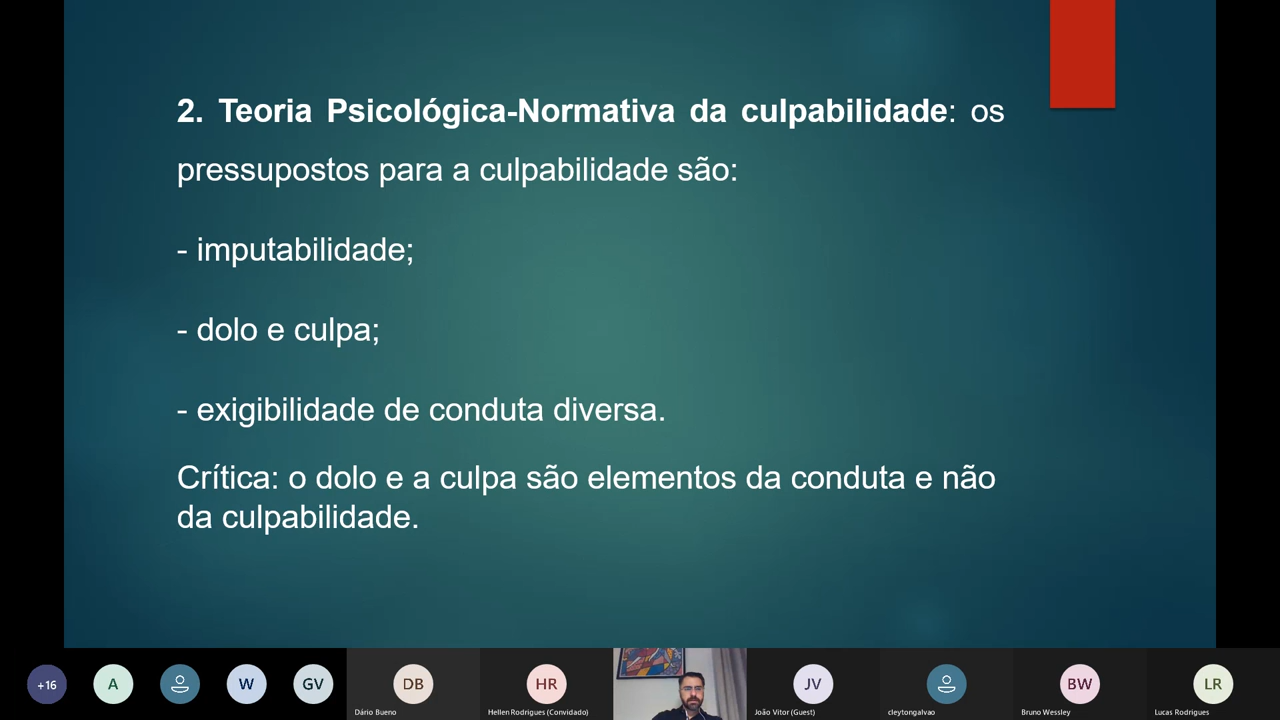 2. Teoria Psicológica-Normativa da culpabilidade: os
pressupostos para a culpabilidade são:
- imputabilidade;
- dolo e culpa;
- exigibilidade de conduta diversa.
Crítica: o dolo e a culpa são elementos da conduta e não
da culpabilidade.
+16
A
W
GV
DB
HR
JV
BW
LR
Dário Bueno
Hellen Rodrigues (Convidado)
João Vitor (Guest)
cleytongalvao
Bruno Wessley
Lucas Rodrigues